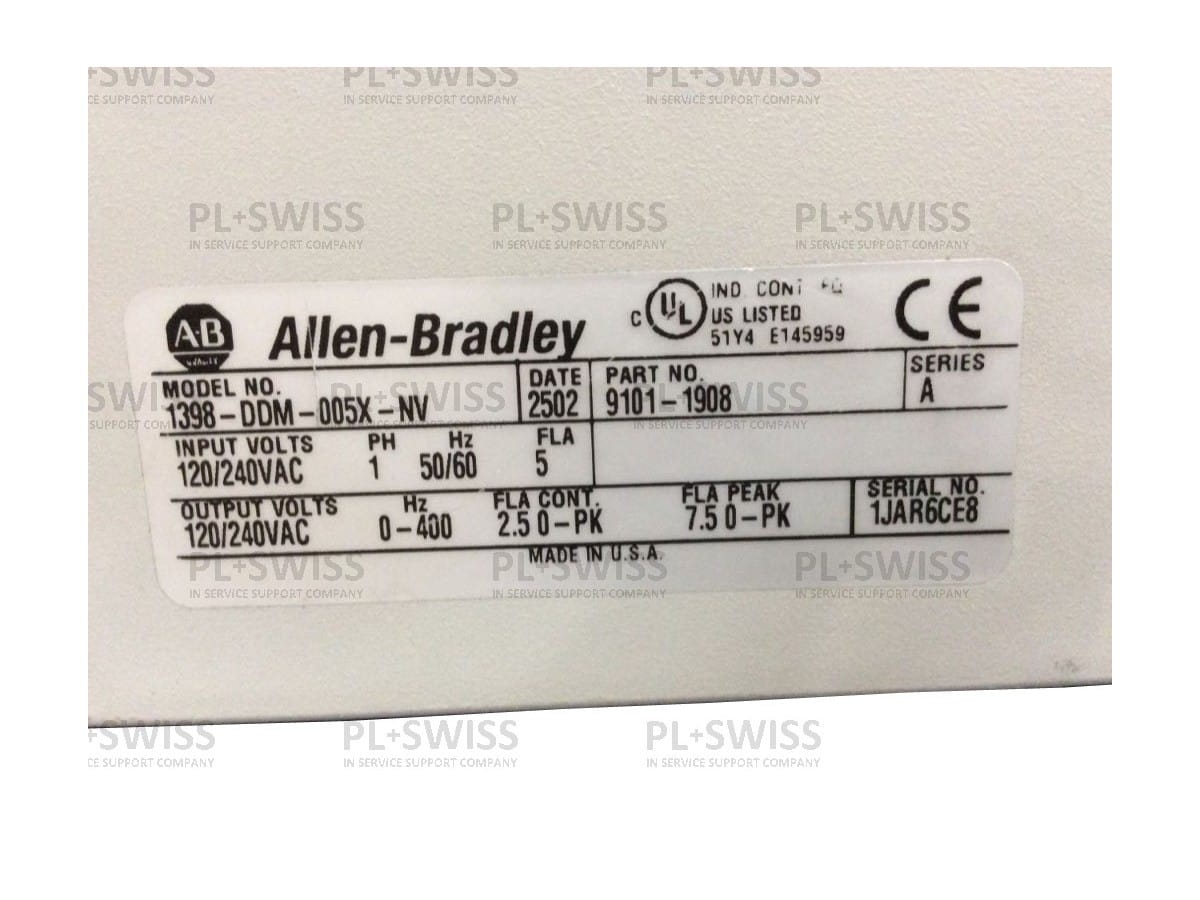 PL+SWISS PL+SWISS
IN SERVICE SUPPORT COMPANY IN SERVICE SUPPORT COMPANY
PL+SWISS PL+SWISS PL+SWISS
IN SERVICE SUPPORT COMPANY IN SERVICE SUPPORT COMPANY IN SERVICE SUPPORT COMPANY
A-B Allen-Bradley
C UL IND. CONT EQ
US LISTED
51Y4 E145959
CE
MODEL NO. DATE PART NO. SERIES
1398-DDM-005X-NV 2502 9101-1908 A
INPUT VOLTS PH Hz FLA
120/240VAC 1 50/60 5
OUTPUT VOLTS Hz FLA CONT. FLA PEAK SERIAL NO.
120/240VAC 0-400 2.5 0-PK 7.5 0-PK 1JAR6CE8
MADE IN U.S.A.
PL+SWISS PL+SWISS PL+SWISS
IN SERVICE SUPPORT COMPANY IN SERVICE SUPPORT COMPANY IN SERVICE SUPPORT COMPANY
+SWISS PL+SWISS PL+SWISS
CE SUPPORT COMPANY IN SERVICE SUPPORT COMPANY IN SERVICE SUPPORT COMPANY